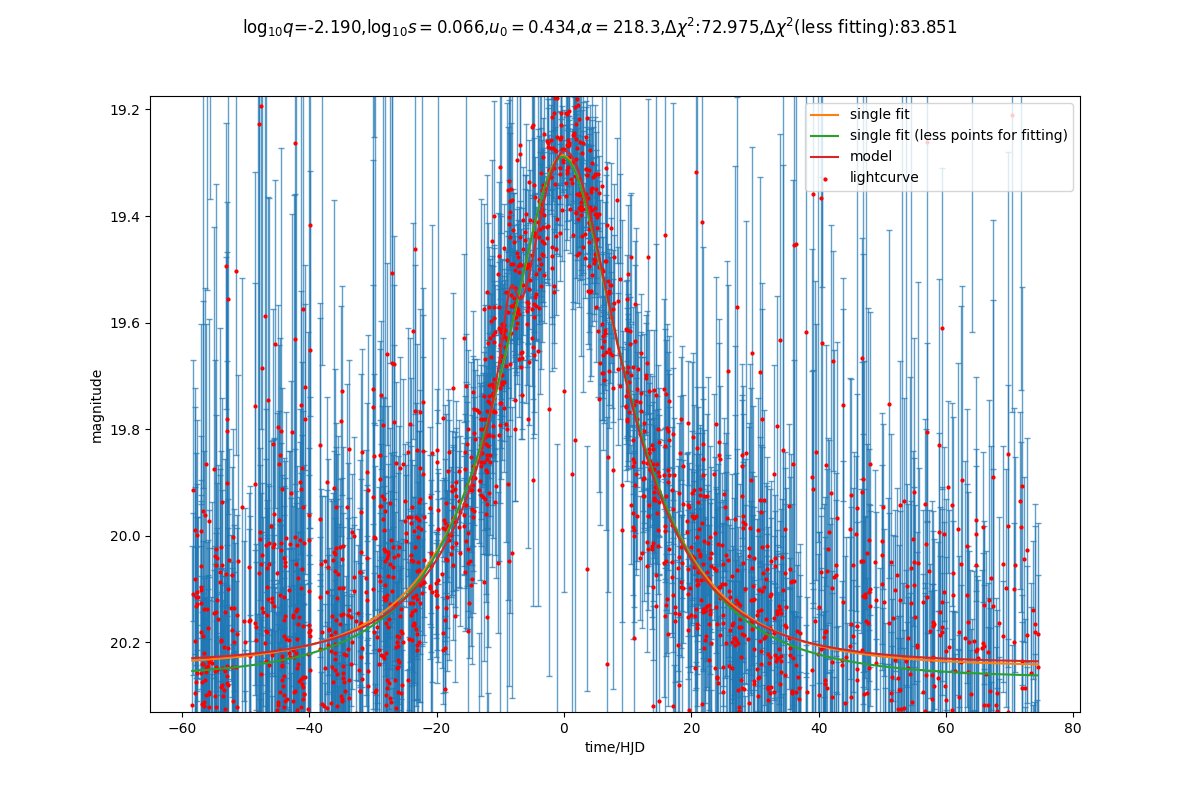 log₁₀q=-2.190,log₁₀s = 0.066,u₀ = 0.434,α = 218.3,Δχ²:72.975,Δχ²(less fitting):83.851
single fit
single fit (less points for fitting)
model
lightcurve
19.2
19.4
19.6
19.8
20.0
20.2
magnitude
−60
−40
−20
0
20
40
60
80
time/HJD